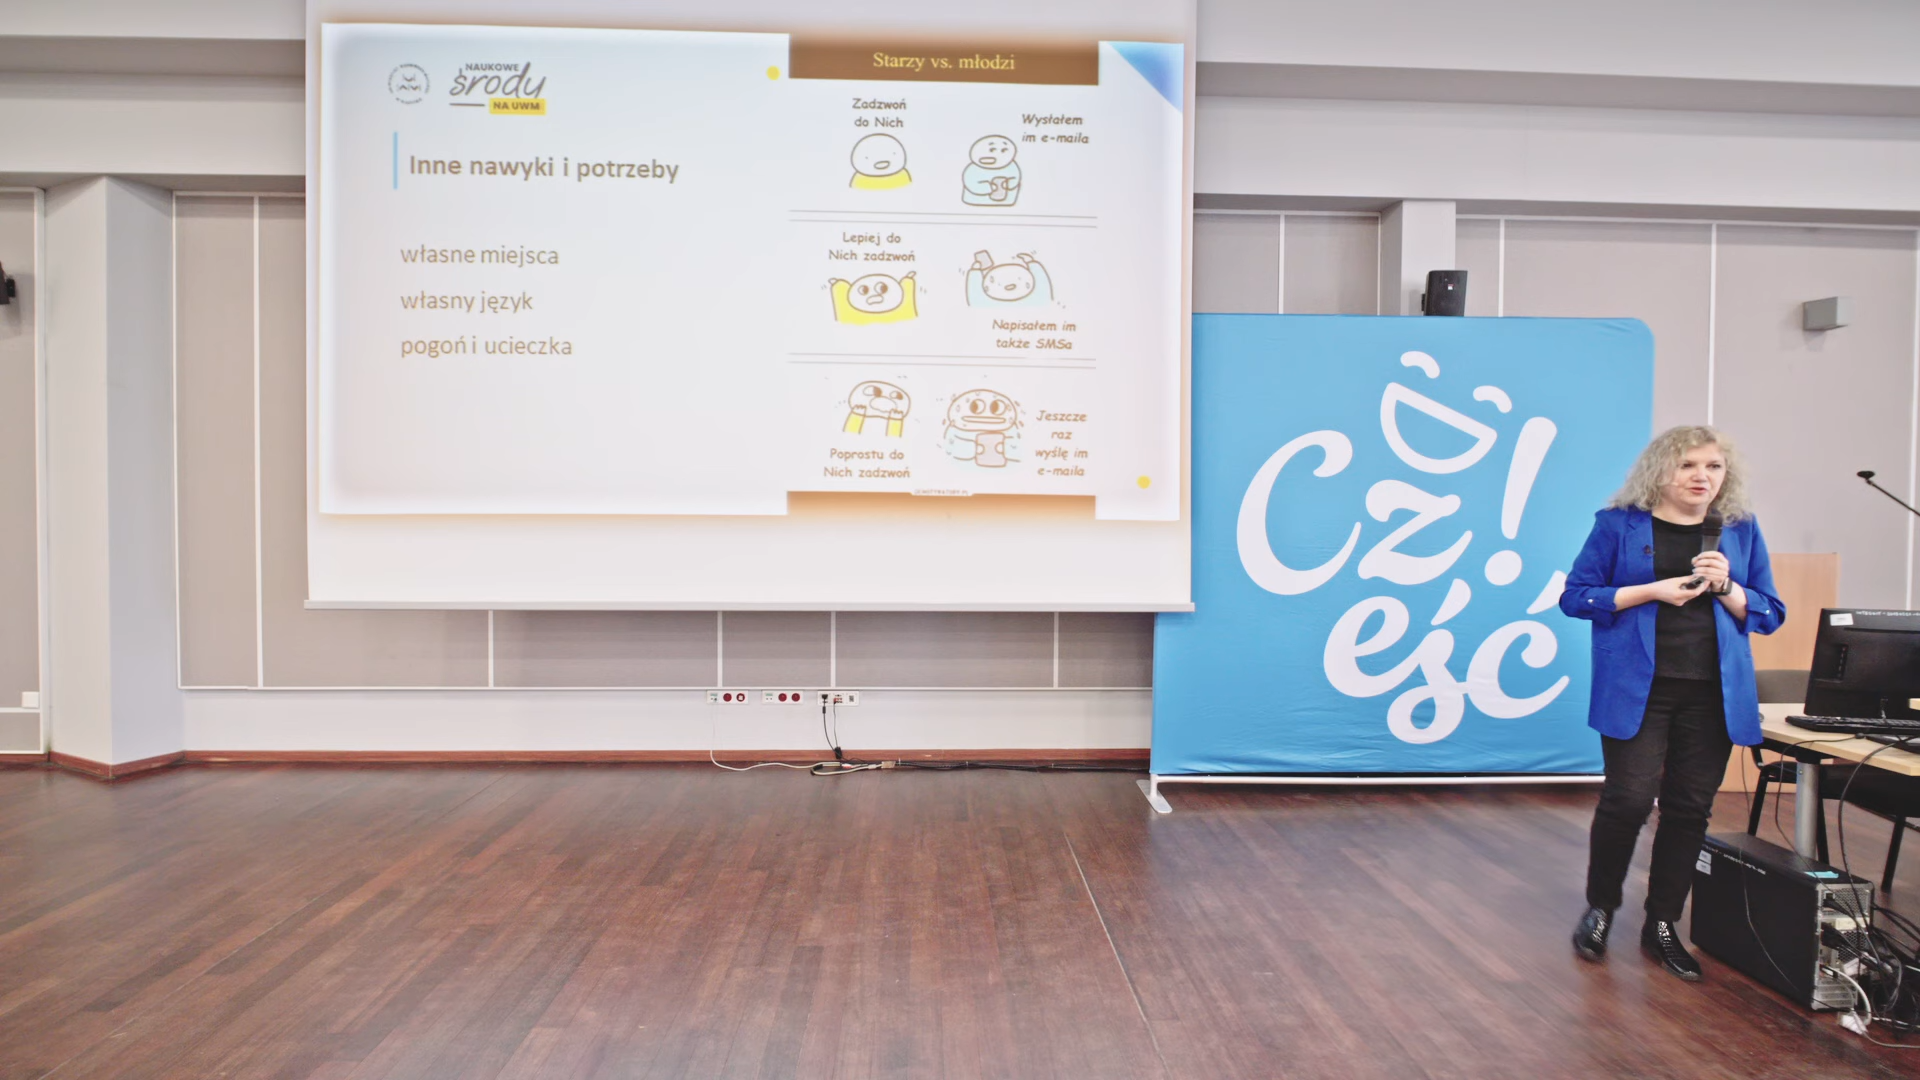 NAUKOWE
środy
NA UWM
Inne nawyki i potrzeby
własne miejsca
własny język
pogoń i ucieczka
Starzy vs. młodzi
Zadzwoń
do Nich
Wysłałem
im e-maila
Lepiej do
Nich zadzwoń
Napisałem im
także SMSa
Poprostu do
Nich zadzwoń
Jeszcze
raz
wyślę im
e-maila
Cz!
eść